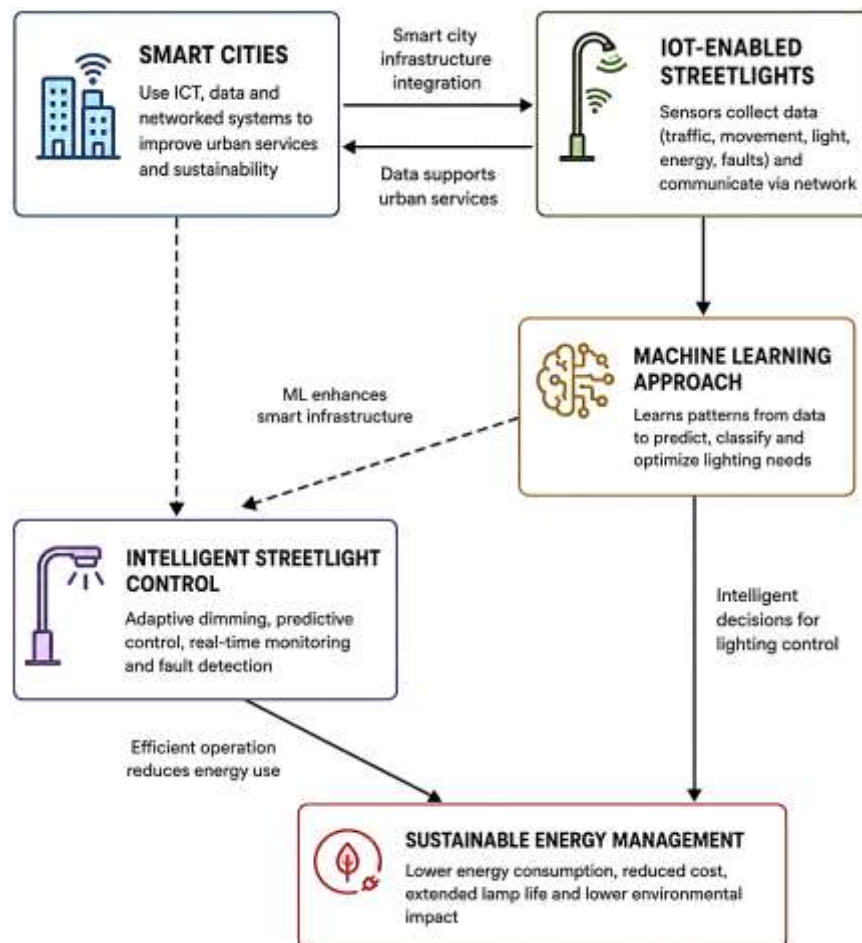 SMART CITIES
Use ICT, data and
networked systems to
improve urban services
and sustainability
Smart city
infrastructure
integration
Data supports
urban services
IOT-ENABLED
STREETLIGHTS
Sensors collect data
(traffic, movement, light,
energy, faults) and
communicate via network
MACHINE LEARNING
APPROACH
Learns patterns from data
to predict, classify and
optimize lighting needs
ML enhances
smart infrastructure
INTELLIGENT STREETLIGHT
CONTROL
Adaptive dimming, predictive
control, real-time monitoring
and fault detection
Intelligent
decisions for
lighting control
Efficient operation
reduces energy use
SUSTAINABLE ENERGY MANAGEMENT
Lower energy consumption, reduced cost,
extended lamp life and lower environmental
impact